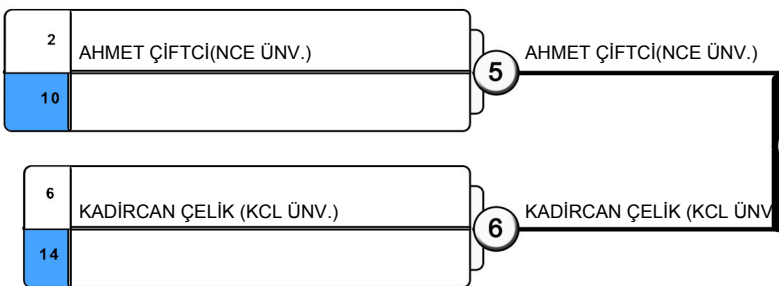 2
AHMET ÇİFTCİ(NCE ÜNV.)
10
5
AHMET ÇİFTCİ(NCE ÜNV.)
6
KADİRCAN ÇELİK (KCL ÜNV.)
14
6
KADİRCAN ÇELİK (KCL ÜNV